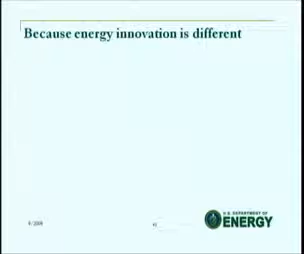 Because energy innovation is different
U.S. DEPARTMENT OF
ENERGY